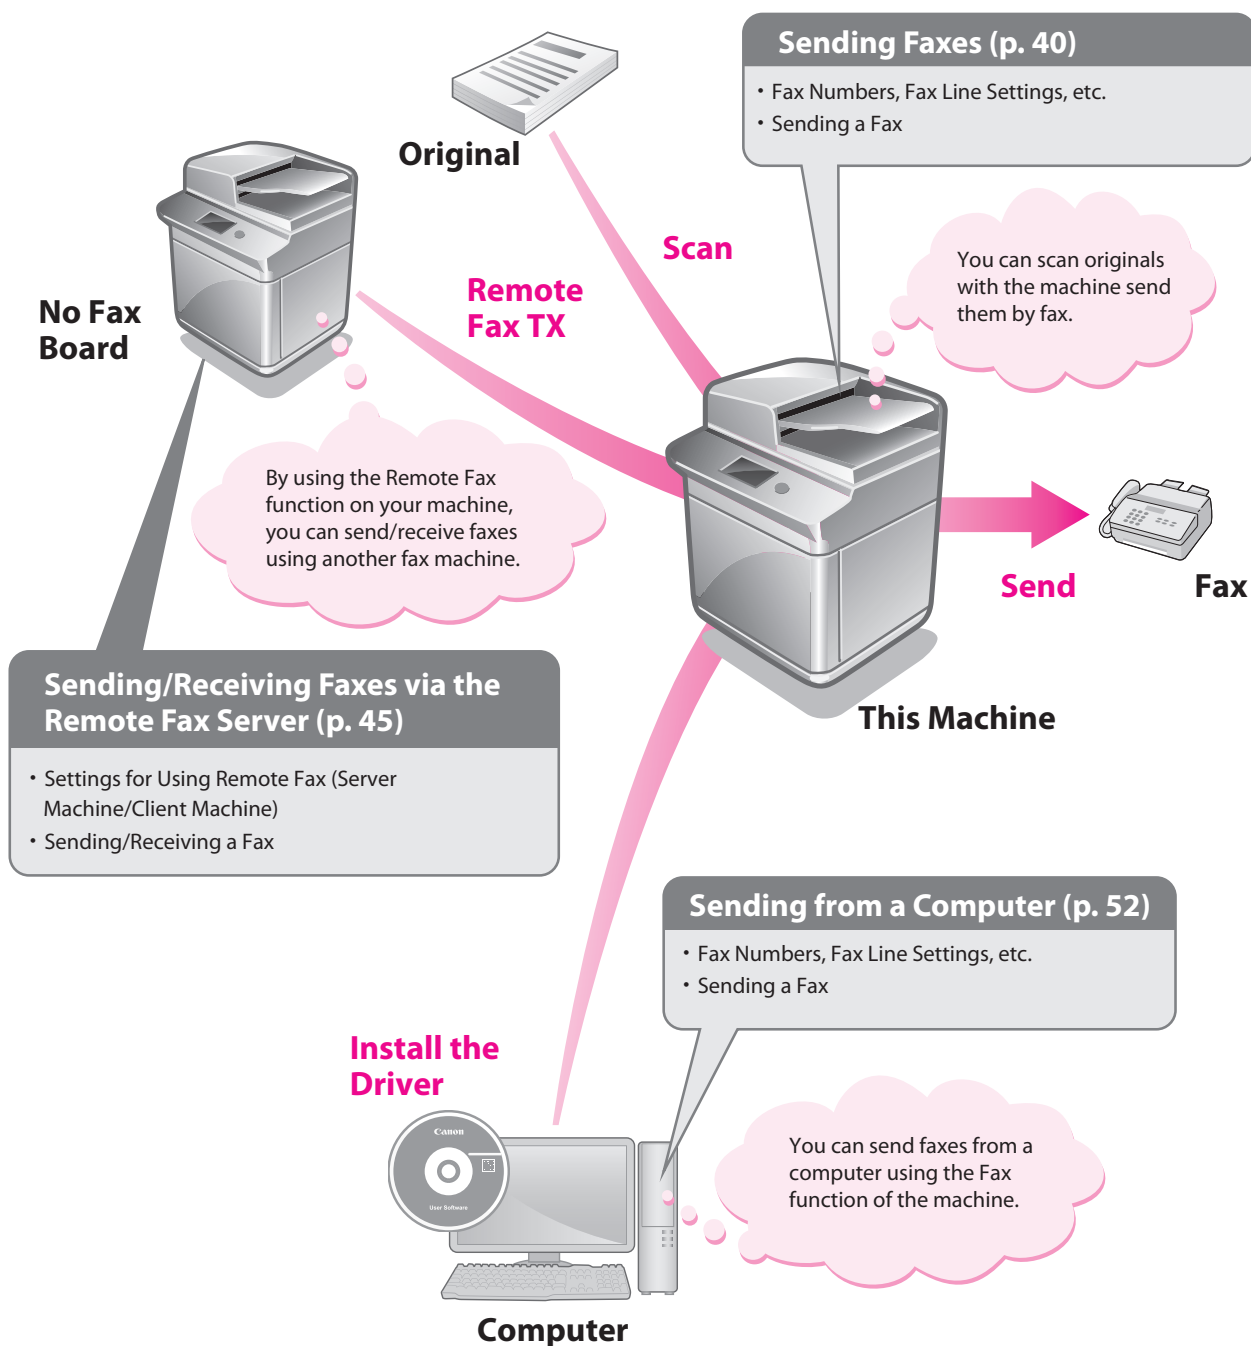 Sending Faxes (p. 40)
・Fax Numbers, Fax Line Settings, etc.
・Sending a Fax
Original
Scan
You can scan originals
with the machine send
them by fax.
Remote
Fax TX
No Fax
Board
By using the Remote Fax
function on your machine,
you can send/receive faxes
using another fax machine.
Send
Fax
This Machine
Sending/Receiving Faxes via the
Remote Fax Server (p. 45)
・Settings for Using Remote Fax (Server
Machine/Client Machine)
・Sending/Receiving a Fax
Sending from a Computer (p. 52)
・Fax Numbers, Fax Line Settings, etc.
・Sending a Fax
Install the
Driver
Canon
User Software
You can send faxes from a
computer using the Fax
function of the machine.
Computer